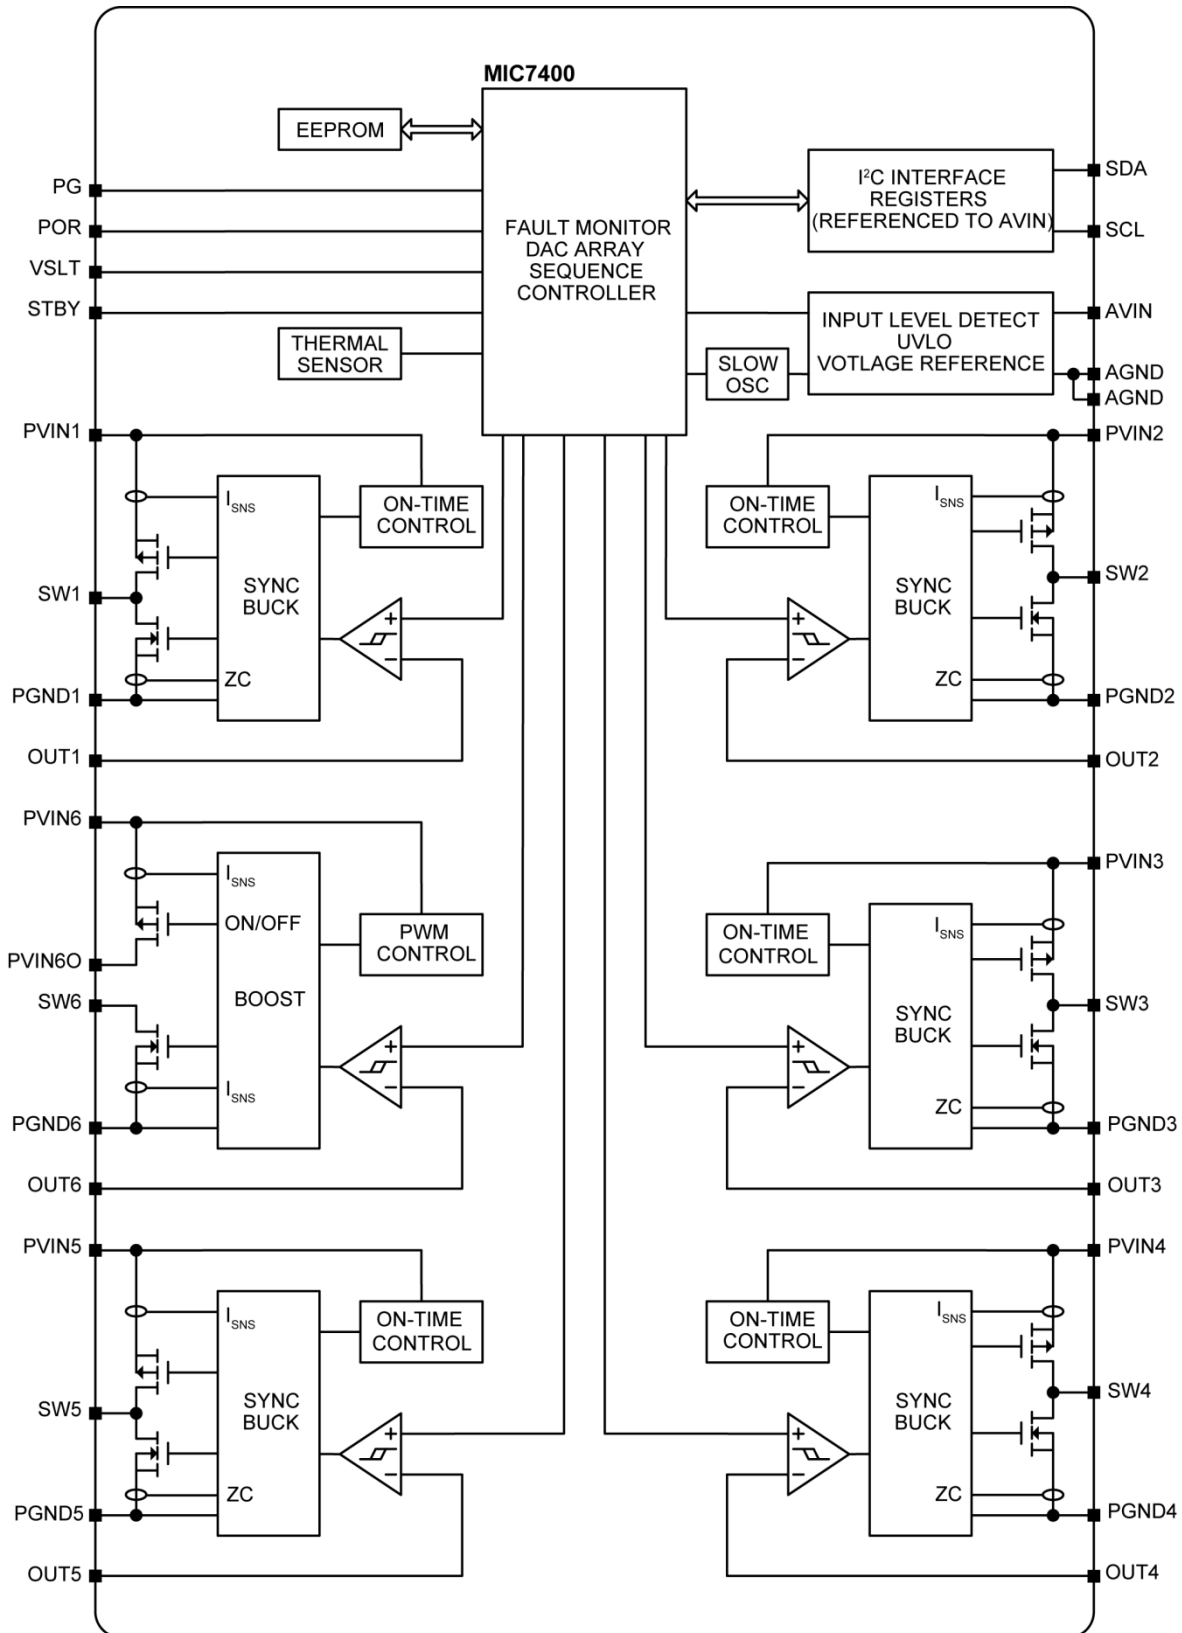 MIC7400
EEPROM
PG
POR
VSLT
STBY
THERMAL
SENSOR
FAULT MONITOR
DAC ARRAY
SEQUENCE
CONTROLLER
I²C INTERFACE
REGISTERS
(REFERENCED TO AVIN)
SDA
SCL
INPUT LEVEL DETECT
UVLO
VOTLAGE REFERENCE
SLOW
OSC
AVIN
AGND
AGND
PVIN1
SW1
PGND1
OUT1
ISNS
SYNC
BUCK
ZC
ON-TIME
CONTROL
+
−
PVIN2
SW2
PGND2
OUT2
ON-TIME
CONTROL
ISNS
SYNC
BUCK
ZC
+
−
PVIN6
PVIN6O
SW6
PGND6
OUT6
ISNS
ON/OFF
BOOST
ISNS
PWM
CONTROL
+
−
PVIN3
SW3
PGND3
OUT3
ON-TIME
CONTROL
ISNS
SYNC
BUCK
ZC
+
−
PVIN5
SW5
PGND5
OUT5
ISNS
SYNC
BUCK
ZC
ON-TIME
CONTROL
+
−
PVIN4
SW4
PGND4
OUT4
ON-TIME
CONTROL
ISNS
SYNC
BUCK
ZC
+
−